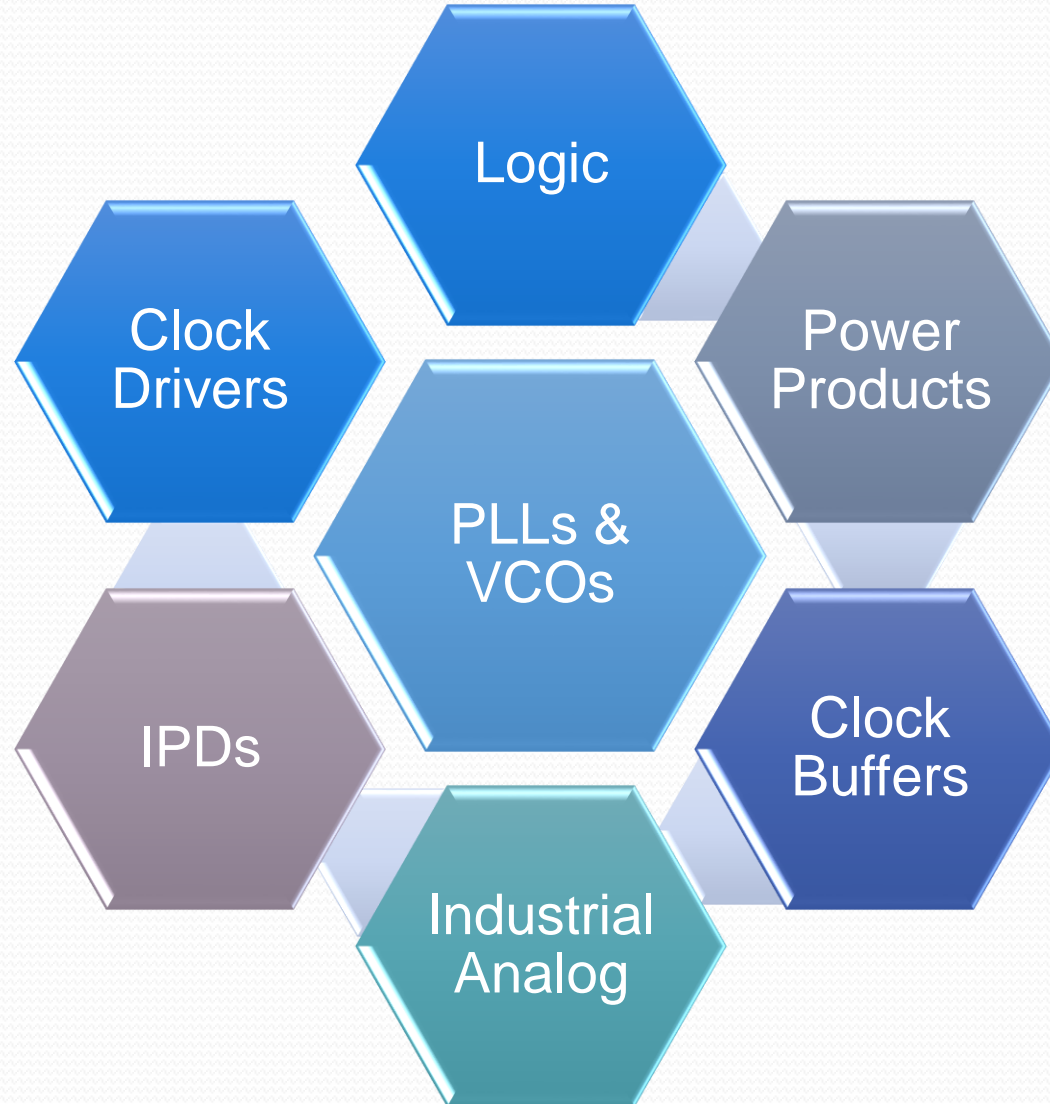 Logic
Clock
Drivers
Power
Products
PLLs &
VCOs
IPDs
Clock
Buffers
Industrial
Analog